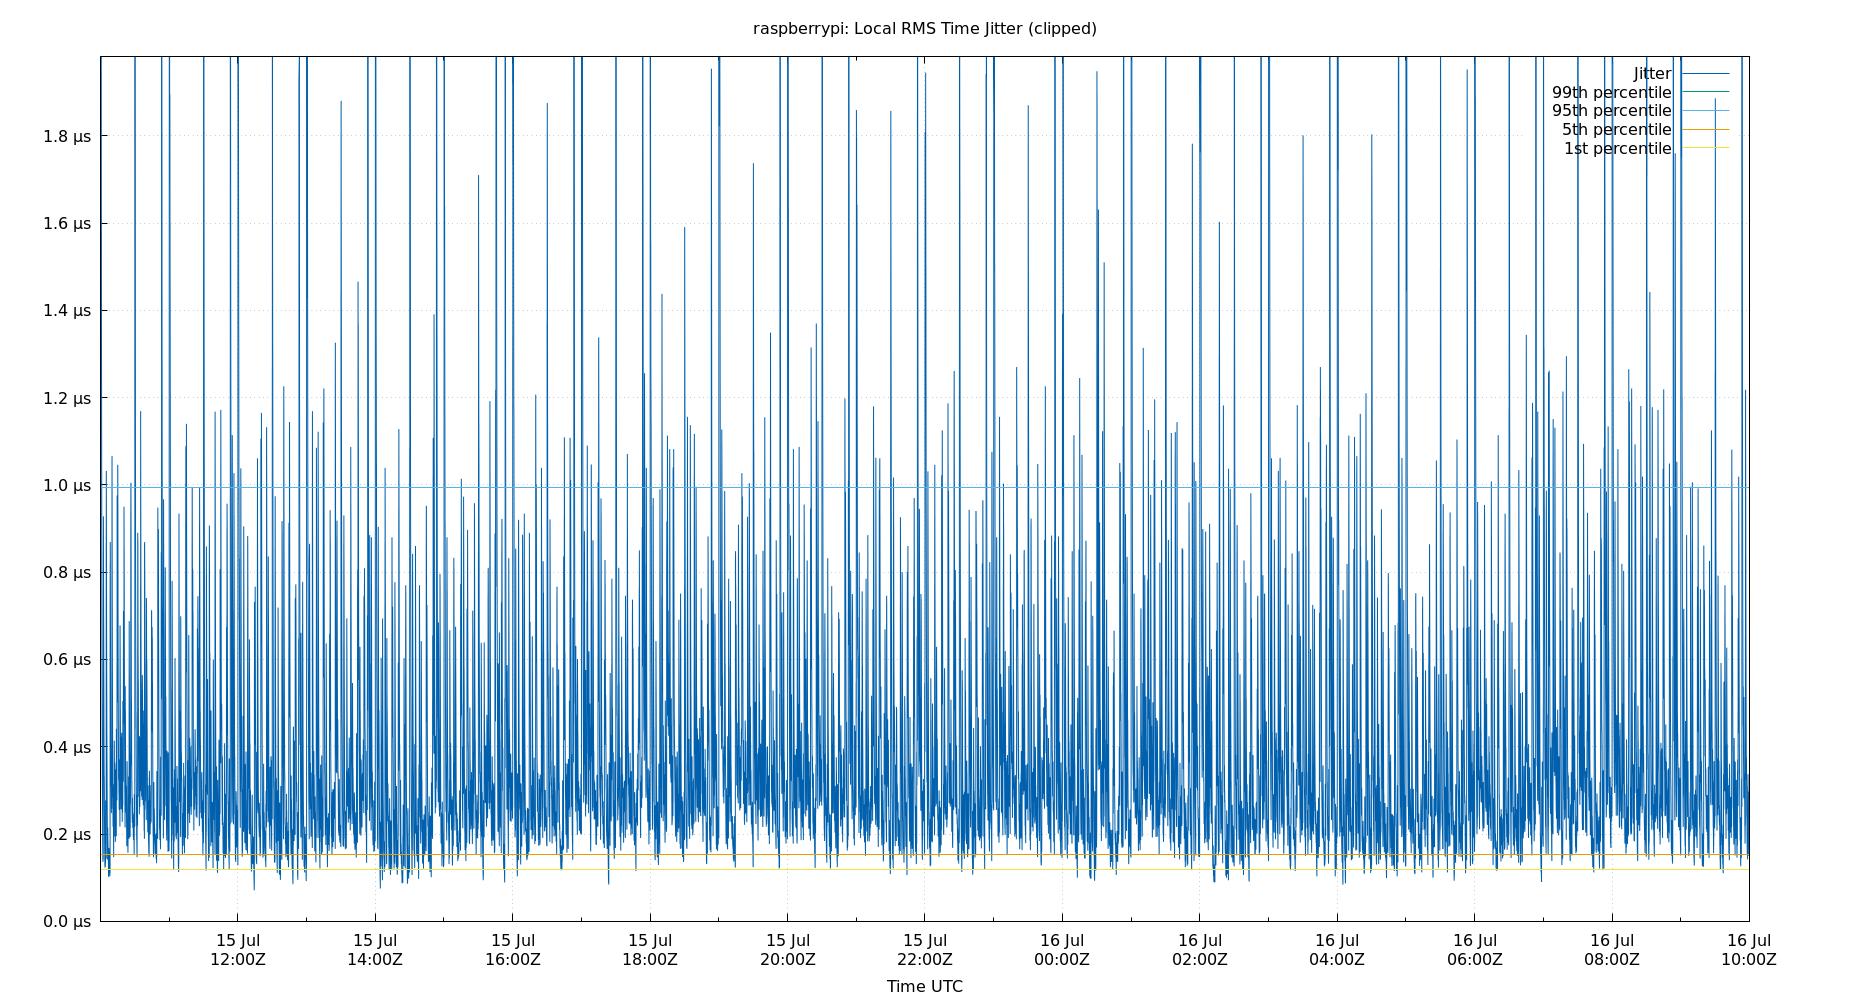 raspberrypi: Local RMS Time Jitter (clipped)
Jitter
99th percentile
95th percentile
5th percentile
1st percentile
1.8 µs
1.6 µs
1.4 µs
1.2 µs
1.0 µs
0.8 µs
0.6 µs
0.4 µs
0.2 µs
0.0 µs
15 Jul 15 Jul 15 Jul 15 Jul 15 Jul 15 Jul 16 Jul 16 Jul 16 Jul 16 Jul 16 Jul 16 Jul
12:00Z 14:00Z 16:00Z 18:00Z 20:00Z 22:00Z 00:00Z 02:00Z 04:00Z 06:00Z 08:00Z 10:00Z
Time UTC